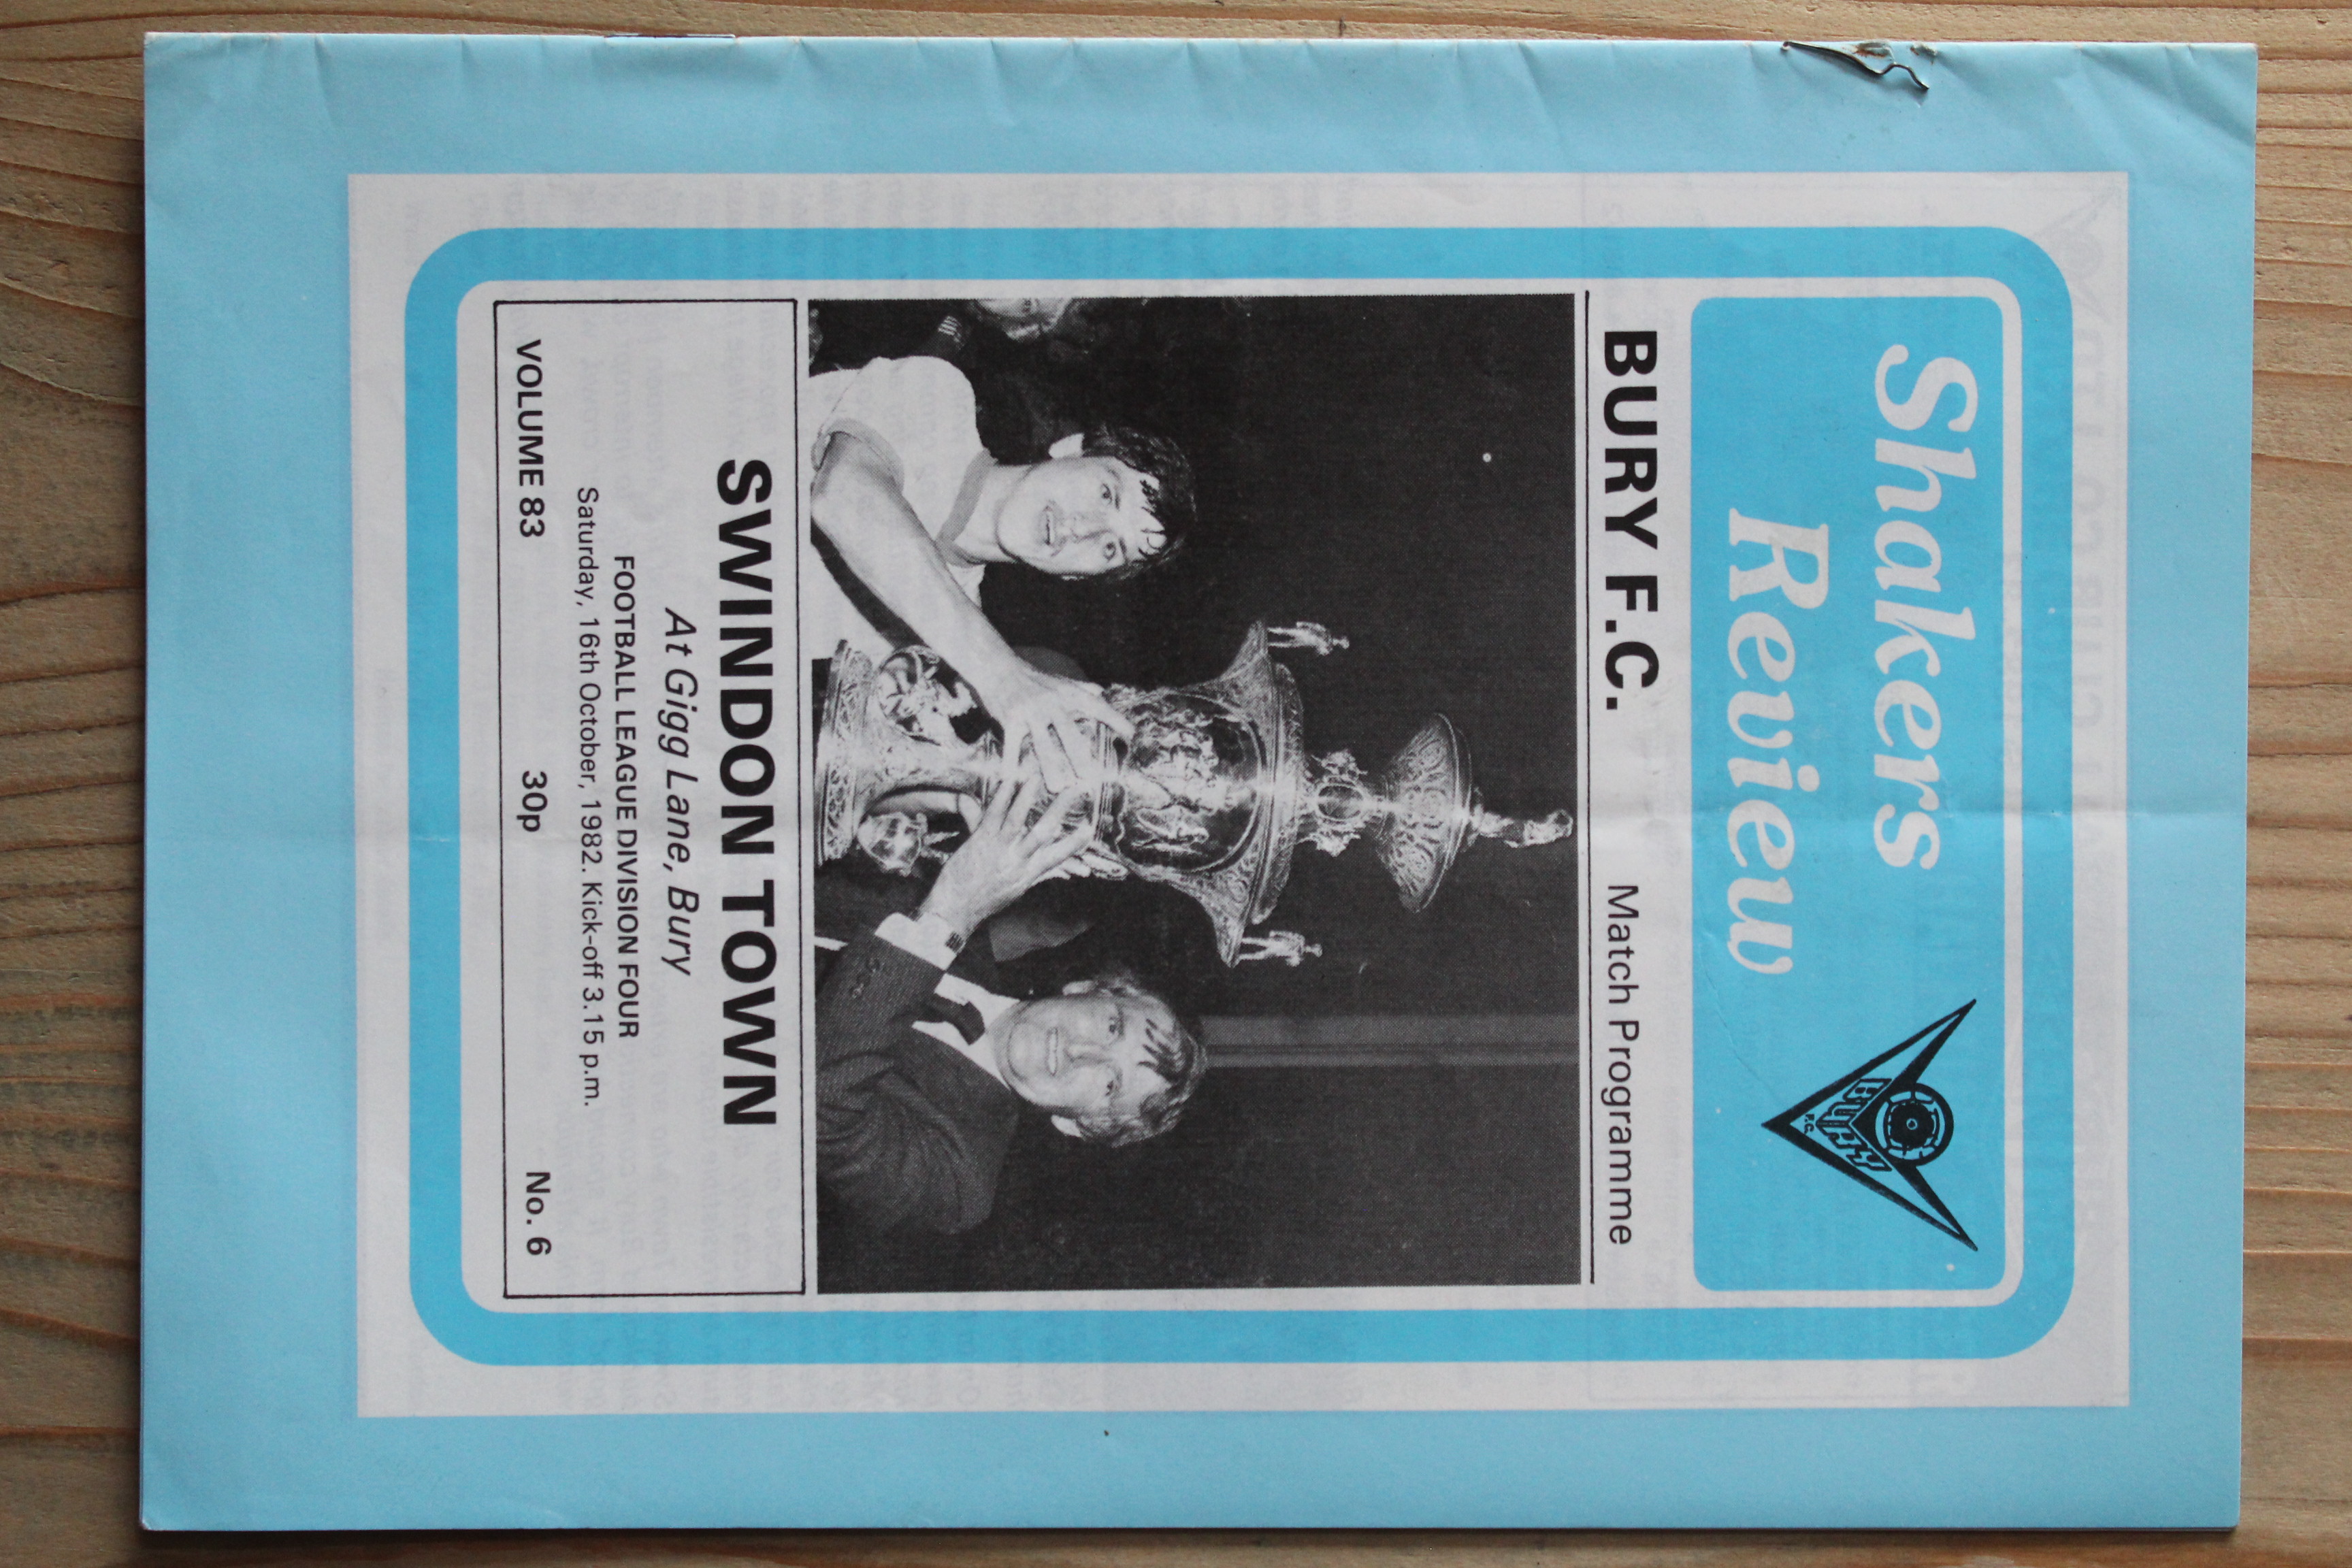 Shakers
Review
BURY
F.C.
BURY F.C. Match Programme
SWINDON TOWN
At Gigg Lane, Bury
FOOTBALL LEAGUE DIVISION FOUR
Saturday, 16th October, 1982. Kick-off 3.15 p.m.
VOLUME 83 30p No. 6